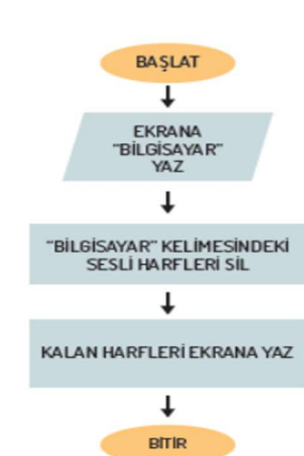 BAŞLAT
EKRANA
"BİLGİSAYAR"
YAZ
"BİLGİSAYAR" KELİMESİNDEKİ
SESLİ HARFLERİ SİL
KALAN HARFLERİ EKRANA YAZ
BİTİR